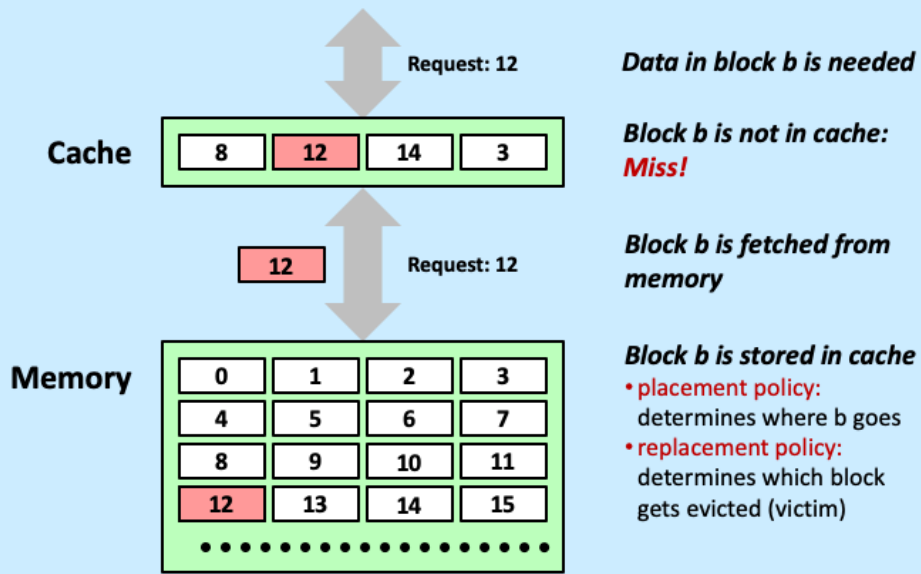 Request: 12
Data in block b is needed
Cache
8 12 14 3
Block b is not in cache:
Miss!
12
Request: 12
Block b is fetched from
memory
Memory
0 1 2 3
4 5 6 7
8 9 10 11
12 13 14 15
Block b is stored in cache
• placement policy:
determines where b goes
• replacement policy:
determines which block
gets evicted (victim)